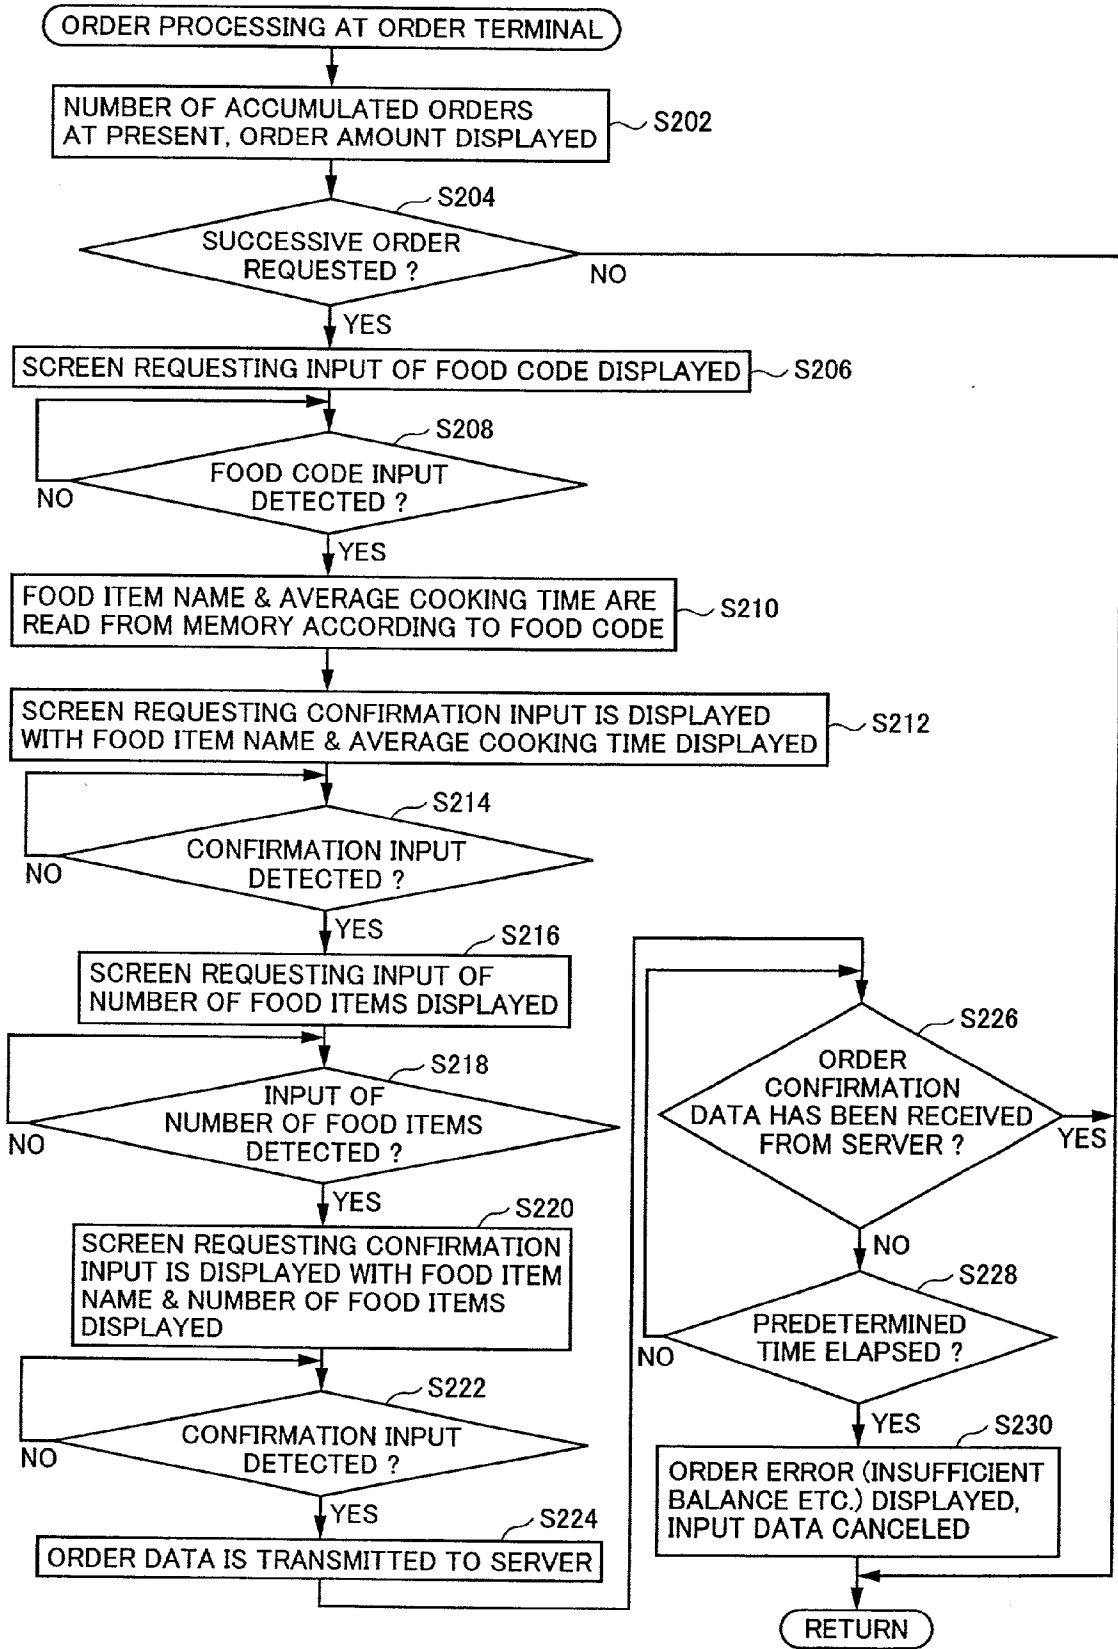 ORDER PROCESSING AT ORDER TERMINAL
NUMBER OF ACCUMULATED ORDERS
AT PRESENT, ORDER AMOUNT DISPLAYED
S202
S204
SUCCESSIVE ORDER
REQUESTED ?
NO
YES
SCREEN REQUESTING INPUT OF FOOD CODE DISPLAYED
S206
S208
FOOD CODE INPUT
DETECTED ?
NO
YES
FOOD ITEM NAME & AVERAGE COOKING TIME ARE
READ FROM MEMORY ACCORDING TO FOOD CODE
S210
SCREEN REQUESTING CONFIRMATION INPUT IS DISPLAYED
WITH FOOD ITEM NAME & AVERAGE COOKING TIME DISPLAYED
S212
S214
CONFIRMATION INPUT
DETECTED ?
NO
YES
S216
SCREEN REQUESTING INPUT OF
NUMBER OF FOOD ITEMS DISPLAYED
S218
INPUT OF
NUMBER OF FOOD ITEMS
DETECTED ?
NO
YES
S220
SCREEN REQUESTING CONFIRMATION
INPUT IS DISPLAYED WITH FOOD ITEM
NAME & NUMBER OF FOOD ITEMS
DISPLAYED
S222
CONFIRMATION INPUT
DETECTED ?
NO
YES
S224
ORDER DATA IS TRANSMITTED TO SERVER
S226
ORDER
CONFIRMATION
DATA HAS BEEN RECEIVED
FROM SERVER ?
YES
NO
S228
PREDETERMINED
TIME ELAPSED ?
NO
YES
S230
ORDER ERROR (INSUFFICIENT
BALANCE ETC.) DISPLAYED,
INPUT DATA CANCELED
RETURN